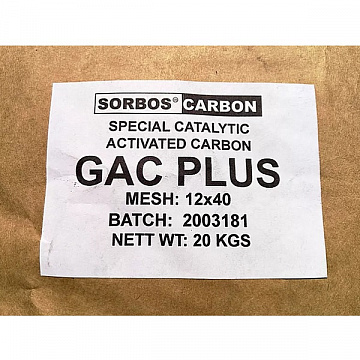 SORBOS® CARBON
SPECIAL CATALYTIC
ACTIVATED CARBON
GAC PLUS
MESH: 12x40
BATCH: 2003181
NETT WT: 20 KGS